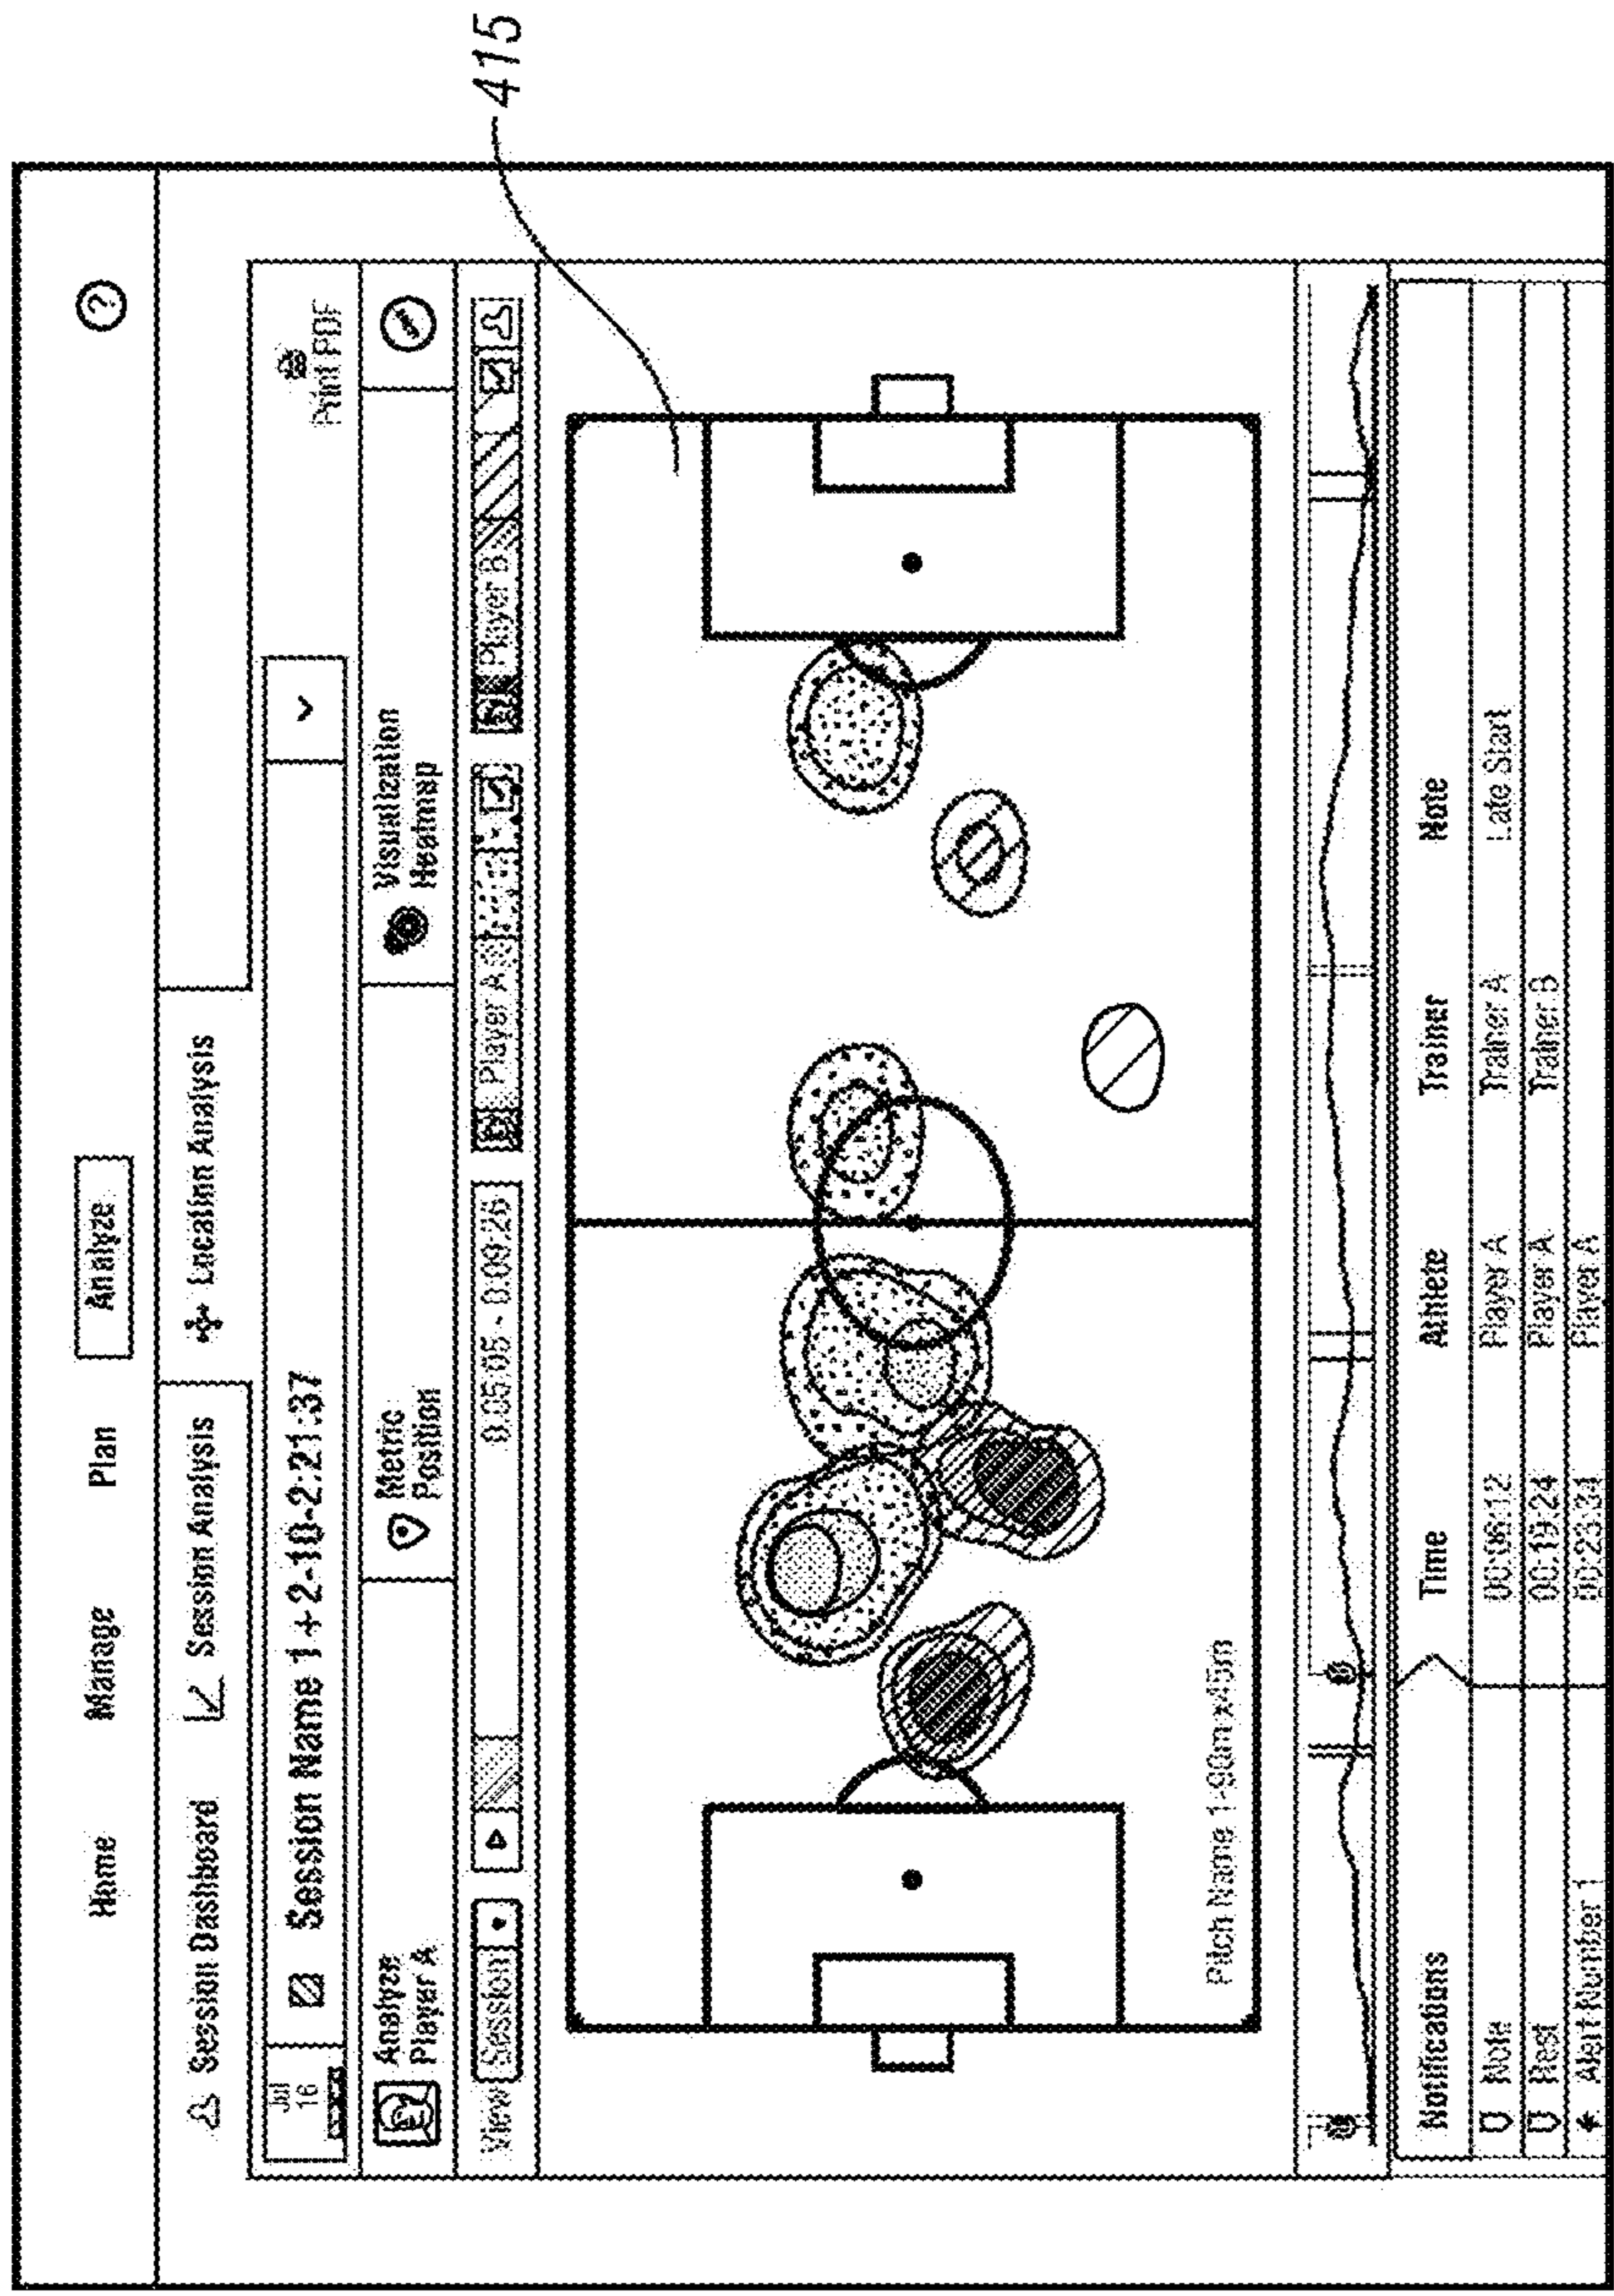 415
Home Manage Plan Analyze ?
Session Dashboard Session Analysis Location Analysis
Jul
16
Session Name 1 + 2-10-2:21:37
Print PDF
Analyze
Player A
Metric
Position
Visualization
Heatmap
View Session 0:05:05 - 0:09:26 Player A Player B
Pitch Name 1-90m x45m
Notifications Time Athlete Trainer Note
Note 00:06:12 Player A Trainer A Late Start
Rest 00:19:24 Player A Trainer B
Alert Number 1 00:23:34 Player A